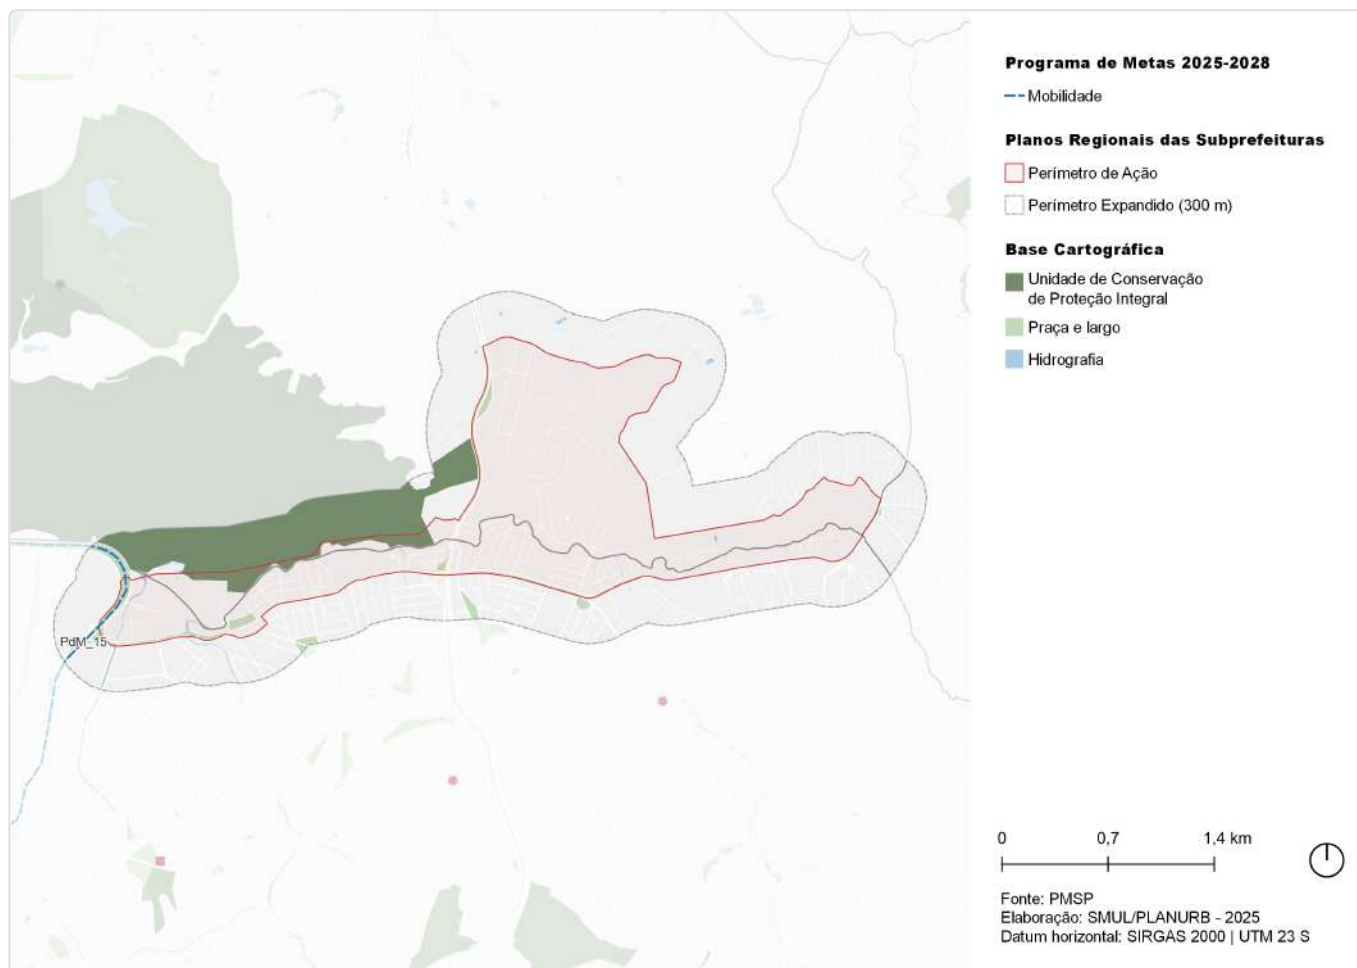 Programa de Metas 2025-2028
Mobilidade
Planos Regionais das Subprefeituras
Perímetro de Ação
Perímetro Expandido (300 m)
Base Cartográfica
Unidade de Conservação
de Proteção Integral
Praça e largo
Hidrografia
PdM_15
0 0,7 1,4 km
Fonte: PMSP
Elaboração: SMUL/PLANURB - 2025
Datum horizontal: SIRGAS 2000 | UTM 23 S